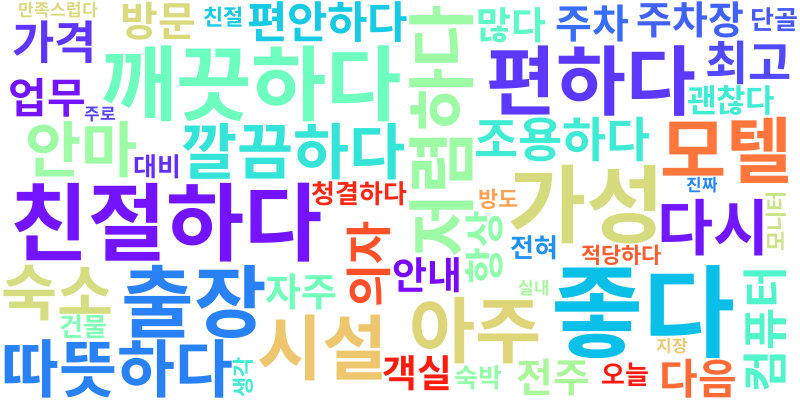 만족스럽다
방문
친절
편안하다
많다
주차
주차장
단골
가격
깨끗하다
저렴하다
편하다
최고
업무
주로
괜찮다
안마
대비
깔끔하다
조용하다
모텔
친절하다
청결하다
방도
가성
진짜
다시
모니터
의자
항상
전혀
적당하다
안내
숙소
출장
자주
실내
좋다
컴퓨터
건물
시설
아주
지장
따뜻하다
생각
객실
숙박
전주
오늘
다음